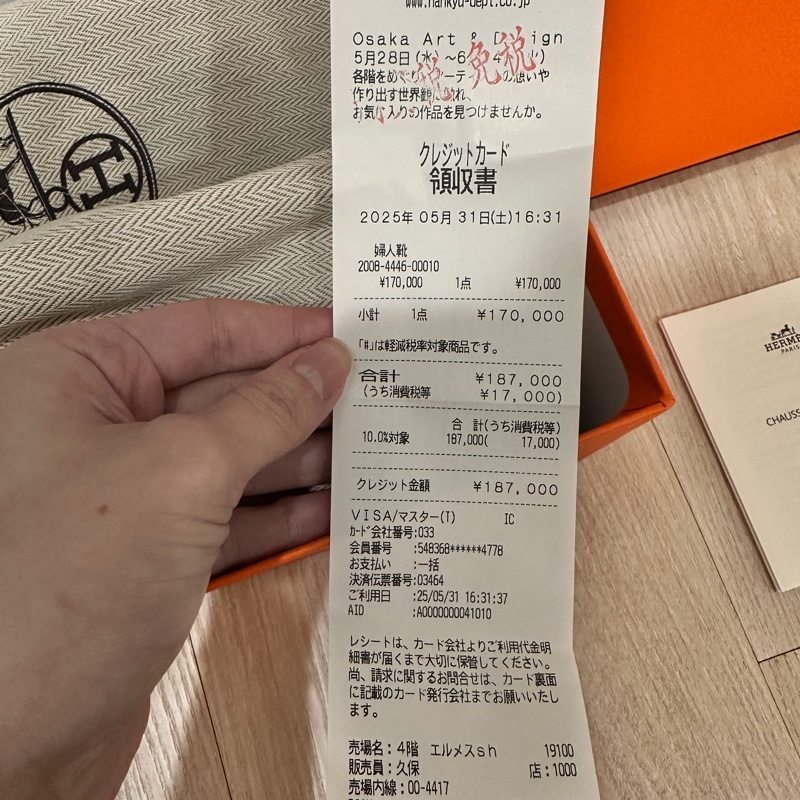 www.hankyu-dept.co.jp
Osaka Art & D ign
5月28日(水)～6
免税 免税
各階を
作り出す世界観 れ、
お気に入りの作品を見つけませんか。
クレジットカード
領収書
2025年 05月 31日(土)16:31
婦人靴
2008-4446-00010
¥170,000 1点 ¥170,000
小計 1点 ¥170,000
「#」は軽減税率対象商品です。
合計 ¥187,000
(うち消費税等 ¥17,000)
合 計(うち消費税等)
10.0%対象 187,000( 17,000)
クレジット金額 ¥187,000
VISA/マスター(T) IC
カード会社番号:033
会員番号 :548368******4778
お支払い :一括
決済伝票番号:03464
ご利用日 :25/05/31 16:31:37
AID :A0000000041010
レシートは、カード会社よりご利用代金明
細書が届くまで大切に保管してください。
尚、請求に関するお問合せは、カード裏面
に記載のカード発行会社までお願いいたし
ます。
売場名:4階 エルメスsh 19100
販売員:久保 店:1000
売場内線:00-4417
H
HERME
PARIS
CHAUSS